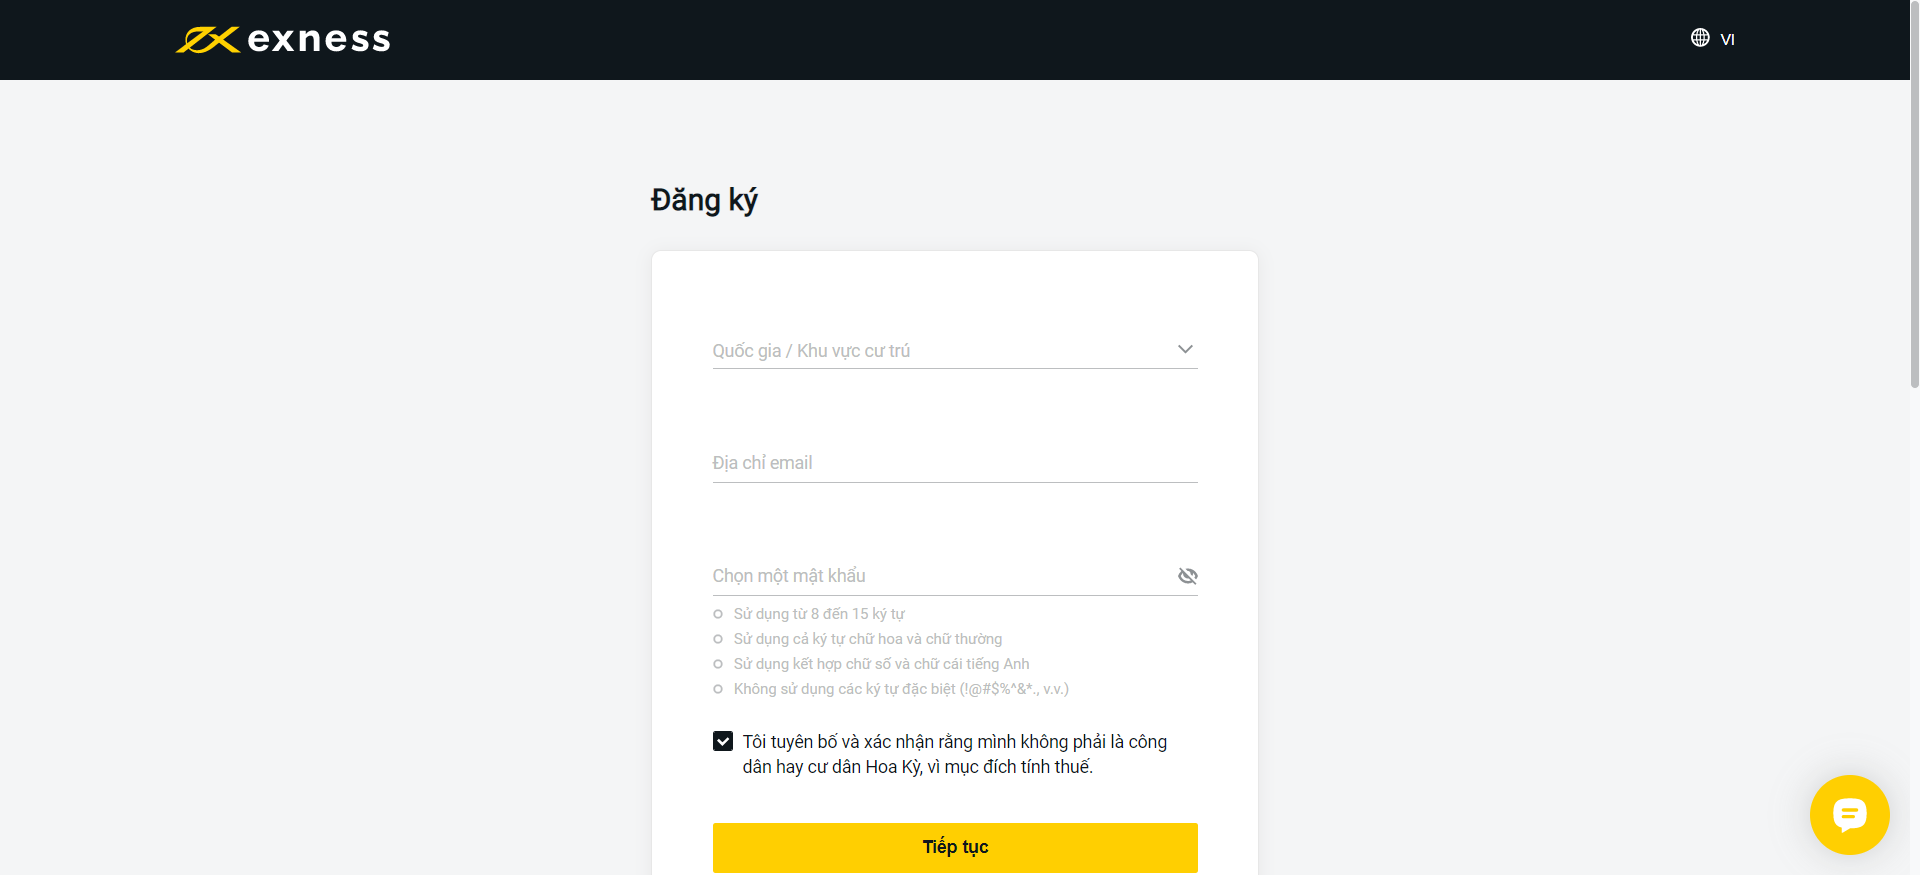 exness
VI
Đăng ký
Quốc gia / Khu vực cư trú
Địa chỉ email
Chọn một mật khẩu
Sử dụng từ 8 đến 15 ký tự
Sử dụng cả ký tự chữ hoa và chữ thường
Sử dụng kết hợp chữ số và chữ cái tiếng Anh
Không sử dụng các ký tự đặc biệt (!@#$%^&*., v.v.)
Tôi tuyên bố và xác nhận rằng mình không phải là công
dân hay cư dân Hoa Kỳ, vì mục đích tính thuế.
Tiếp tục